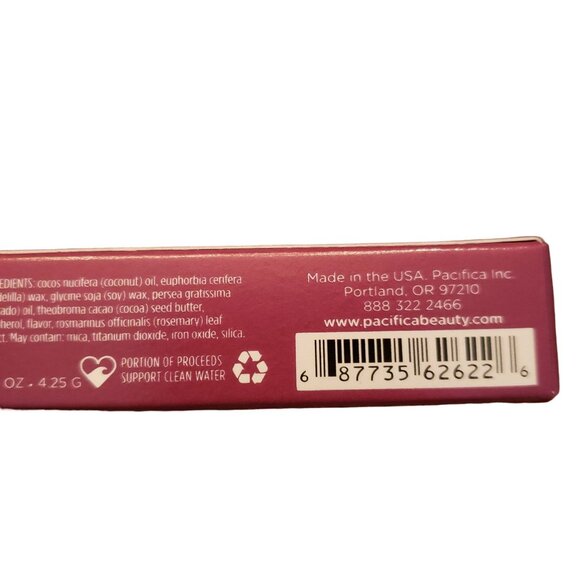 EDIENTS: cocos nucifera (coconut) oil, euphorbia cerifera
delilla) wax, glycine soja (soy) wax, persea gratissima
ado) oil, theobroma cacao (cocoa) seed butter,
pherol, flavor, rosmarinus officinalis (rosemary) leaf
ct. May contain: mica, titanium dioxide, iron oxide, silica.
OZ • 4.25 G
PORTION OF PROCEEDS
SUPPORT CLEAN WATER
Made in the USA. Pacifica Inc.
Portland, OR 97210
888 322 2466
www.pacificabeauty.com
6 87735 62622 6